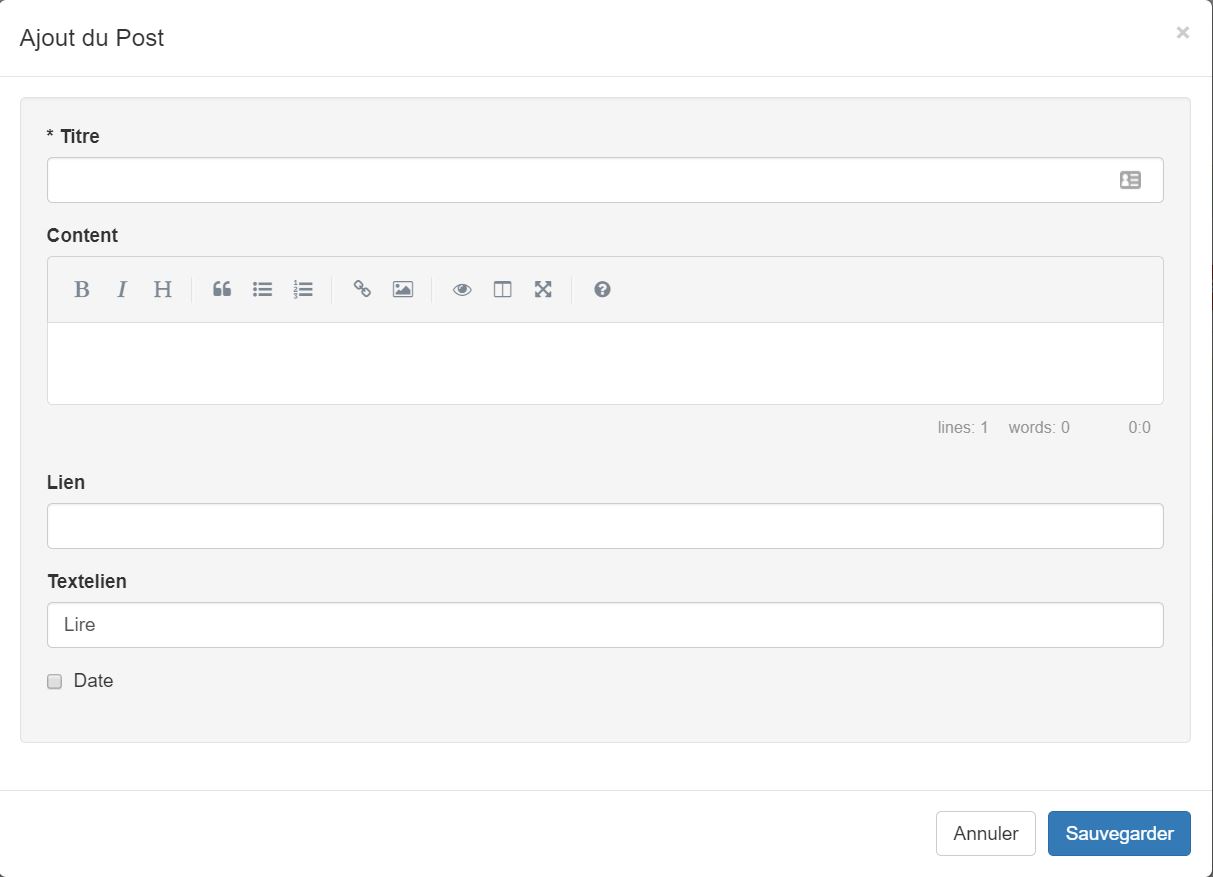 Ajout du Post
×
* Titre
Content
B I H
lines: 1 words: 0 0:0
Lien
Textelien
Lire
Date
Annuler Sauvegarder